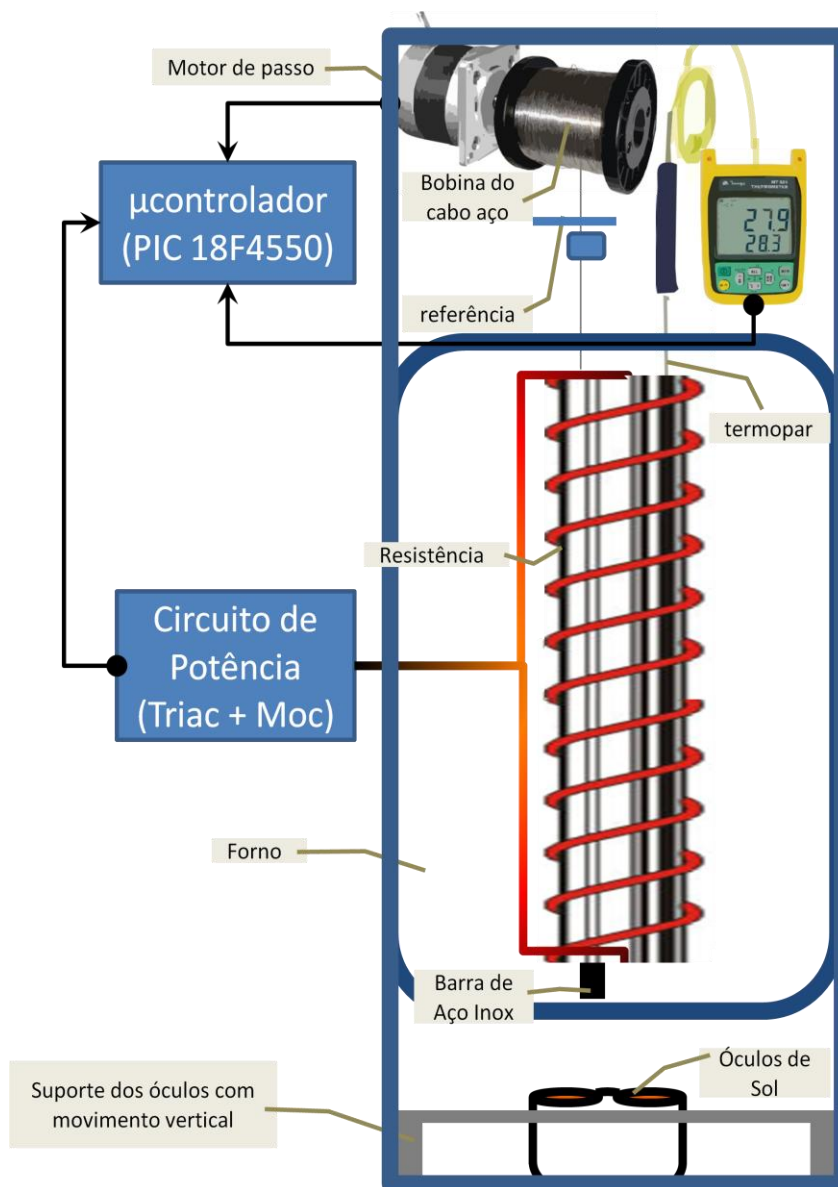 Motor de passo
µcontrolador
(PIC 18F4550)
Bobina do
cabo aço
27.9
28.3
referência
termopar
Resistência
Circuito de
Potência
(Triac + Moc)
Forno
Barra de
Aço Inox
Óculos de
Sol
Suporte dos óculos com
movimento vertical